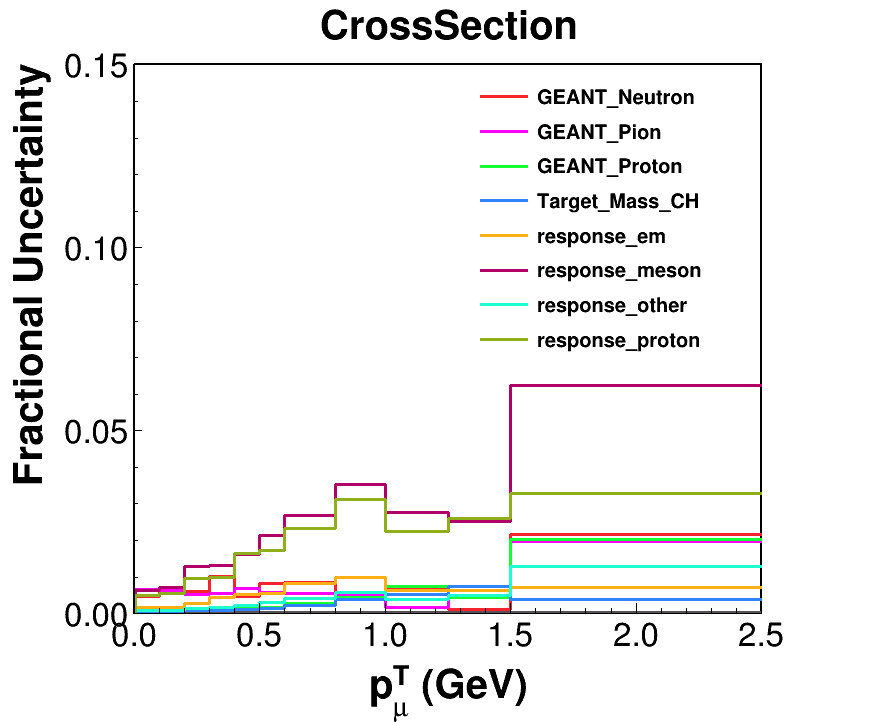 CrossSection
Fractional Uncertainty
0.15
0.10
0.05
0.00
GEANT_Neutron
GEANT_Pion
GEANT_Proton
Target_Mass_CH
response_em
response_meson
response_other
response_proton
0.0 0.5 1.0 1.5 2.0 2.5
p^T_μ (GeV)